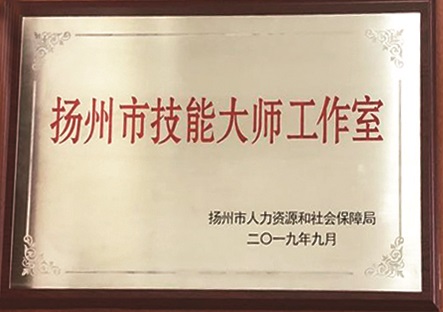 扬州市技能大师工作室
扬州市人力资源和社会保障局
二〇一九年九月